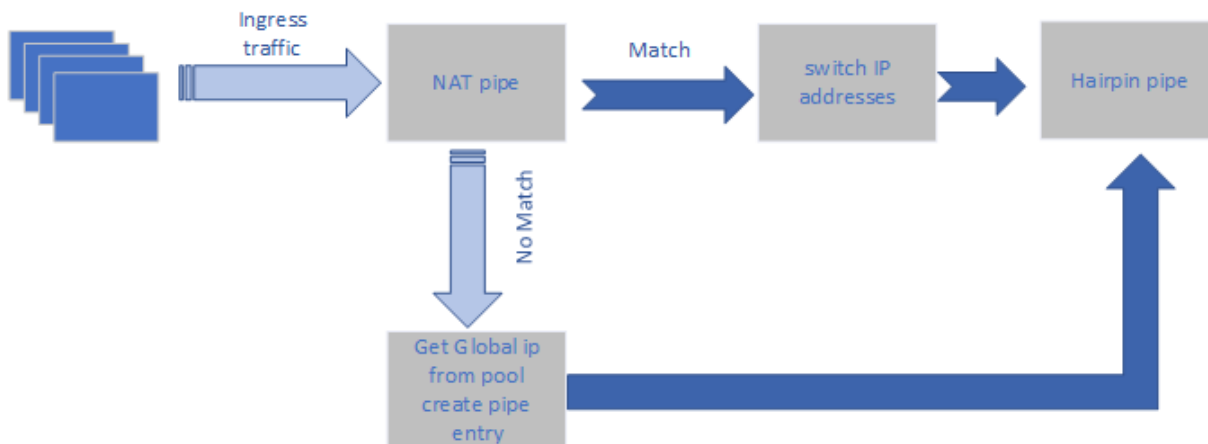 Ingress
traffic
NAT pipe
Match
switch IP
addresses
Hairpin pipe
No Match
Get Global ip
from pool
create pipe
entry